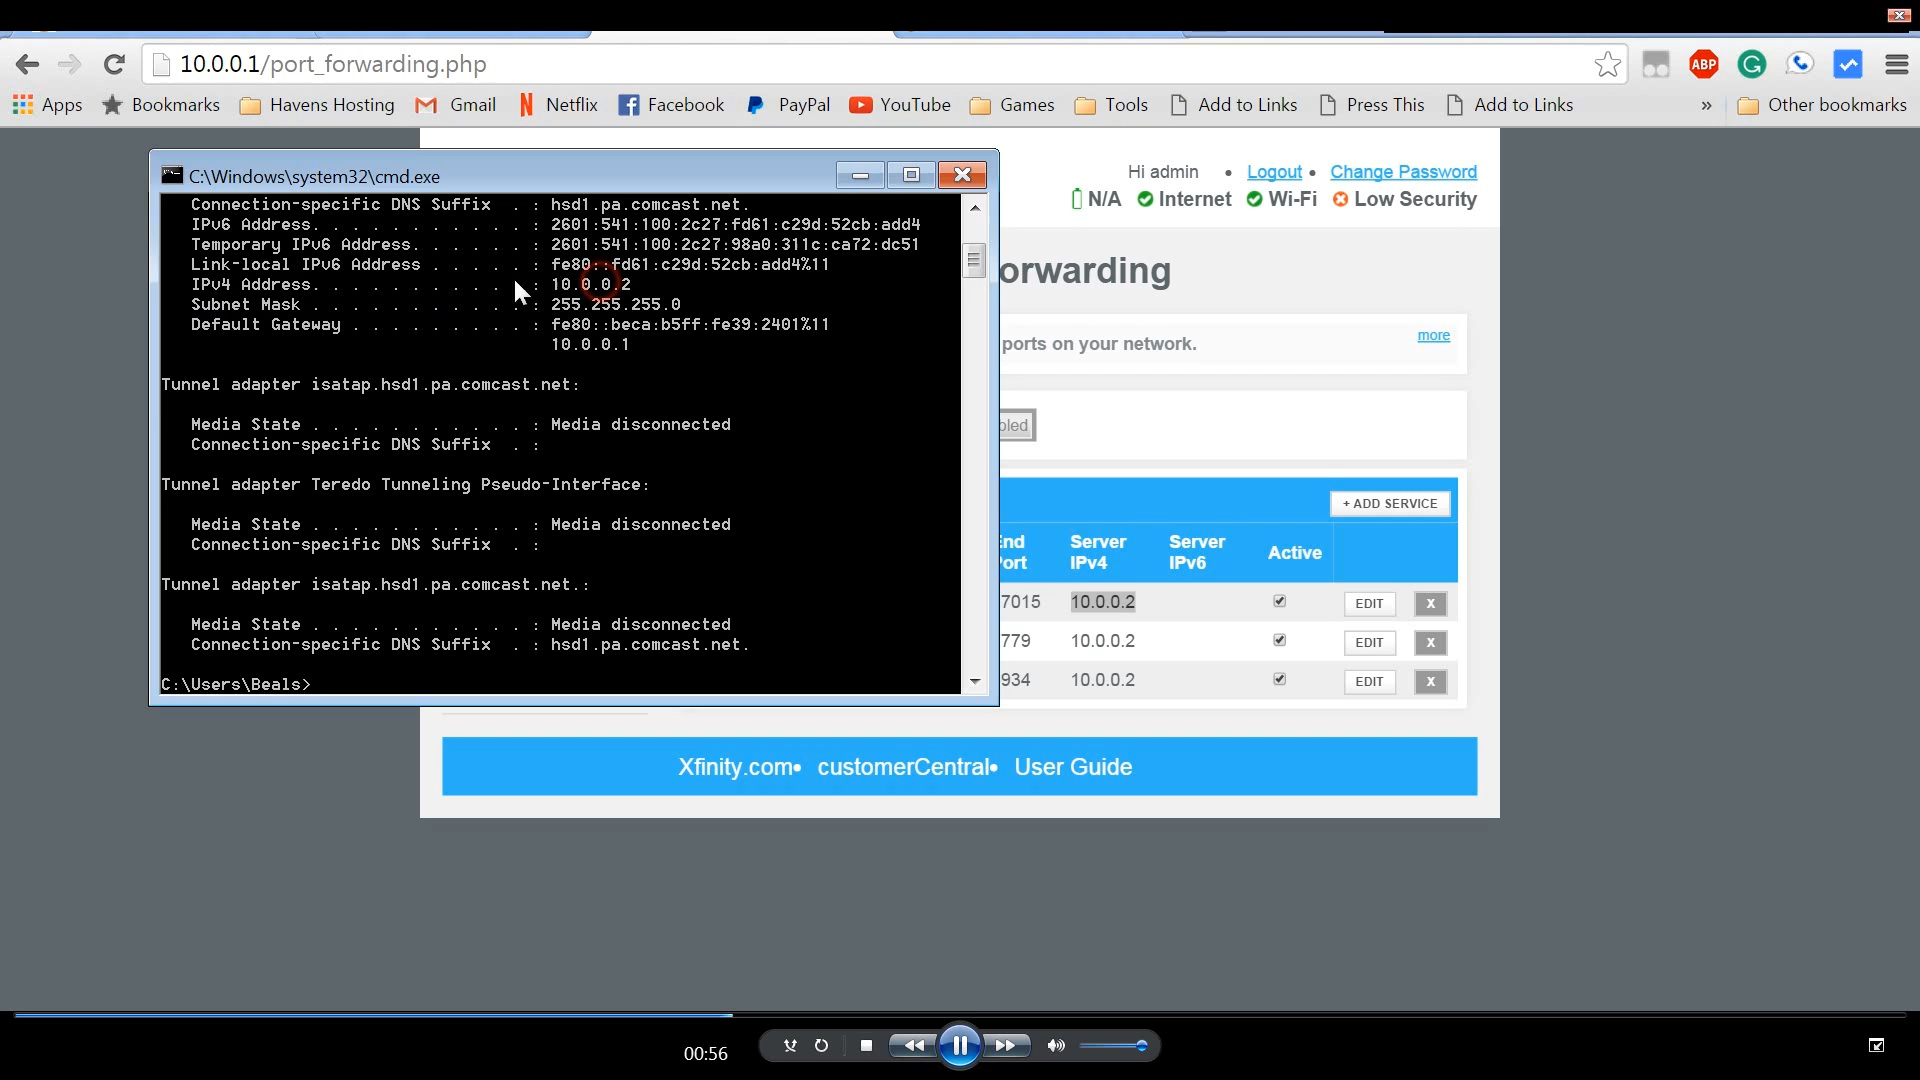 10.0.0.1/port_forwarding.php
Apps Bookmarks Havens Hosting Gmail Netflix Facebook PayPal YouTube Games Tools Add to Links Press This Add to Links » Other bookmarks
ABP
Hi admin • Logout • Change Password
N/A Internet Wi-Fi Low Security
C:\Windows\system32\cmd.exe
Connection-specific DNS Suffix . : hsd1.pa.comcast.net.
IPv6 Address. . . . . . . . . . . : 2601:541:100:2c27:fd61:c29d:52cb:add4
Temporary IPv6 Address. . . . . . : 2601:541:100:2c27:98a0:311c:ca72:dc51
Link-local IPv6 Address . . . . . : fe80::fd61:c29d:52cb:add4%11
IPv4 Address. . . . . . . . . . . : 10.0.0.2
Subnet Mask . . . . . . . . . . . : 255.255.255.0
Default Gateway . . . . . . . . . : fe80::beca:b5ff:fe39:2401%11
10.0.0.1
Tunnel adapter isatap.hsd1.pa.comcast.net:
Media State . . . . . . . . . . . : Media disconnected
Connection-specific DNS Suffix . :
Tunnel adapter Teredo Tunneling Pseudo-Interface:
Media State . . . . . . . . . . . : Media disconnected
Connection-specific DNS Suffix . :
Tunnel adapter isatap.hsd1.pa.comcast.net.:
Media State . . . . . . . . . . . : Media disconnected
Connection-specific DNS Suffix . : hsd1.pa.comcast.net.
C:\Users\Beals>
orwarding
ports on your network.
more
bled
+ ADD SERVICE
End Port Server IPv4 Server IPv6 Active
7015 10.0.0.2 EDIT X
779 10.0.0.2 EDIT X
934 10.0.0.2 EDIT X
Xfinity.com• customerCentral• User Guide
00:56